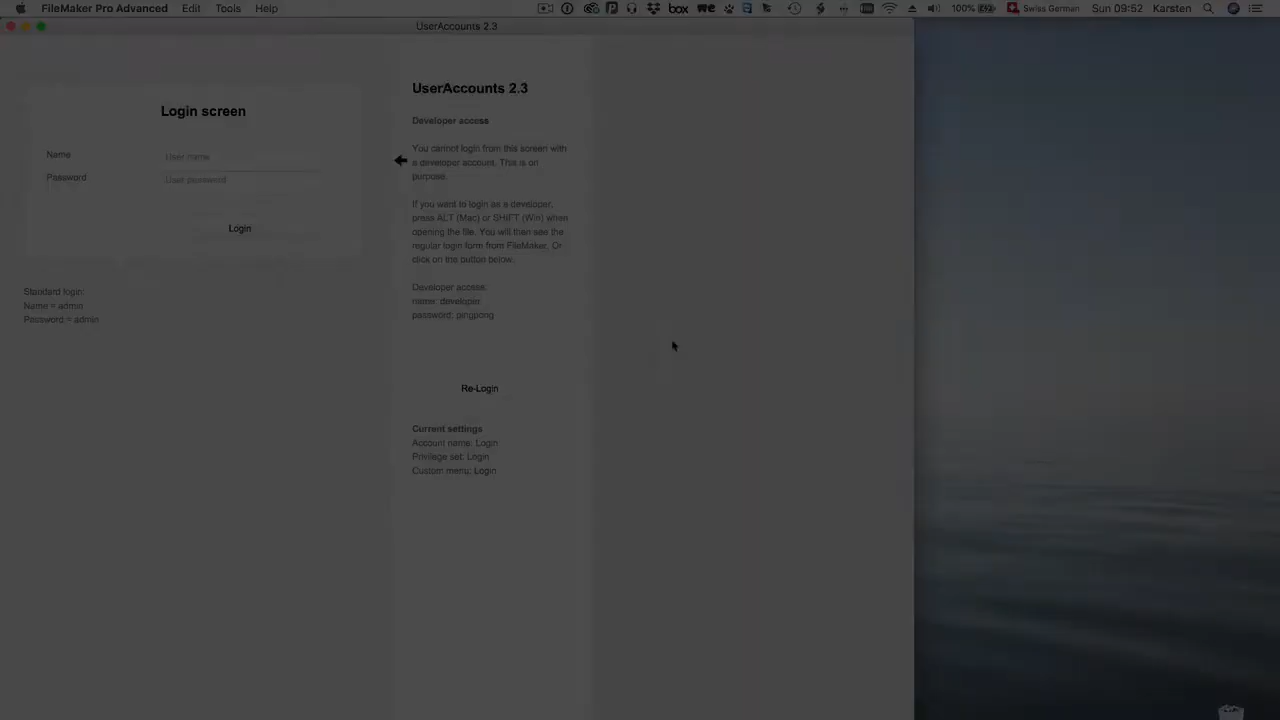 FileMaker Pro Advanced Edit Tools Help
box
100%
Swiss German
Sun 09:52 Karsten
UserAccounts 2.3
Login screen
Name
User name
Password
User password
Login
Standard login:
Name = admin
Password = admin
UserAccounts 2.3
Developer access
You cannot login from this screen with
a developer account. This is on
purpose.
If you want to login as a developer,
press ALT (Mac) or SHIFT (Win) when
opening the file. You will then see the
regular login form from FileMaker. Or
click on the button below.
Developer access:
name: developer
password: pingpong
Re-Login
Current settings
Account name: Login
Privilege set: Login
Custom menu: Login